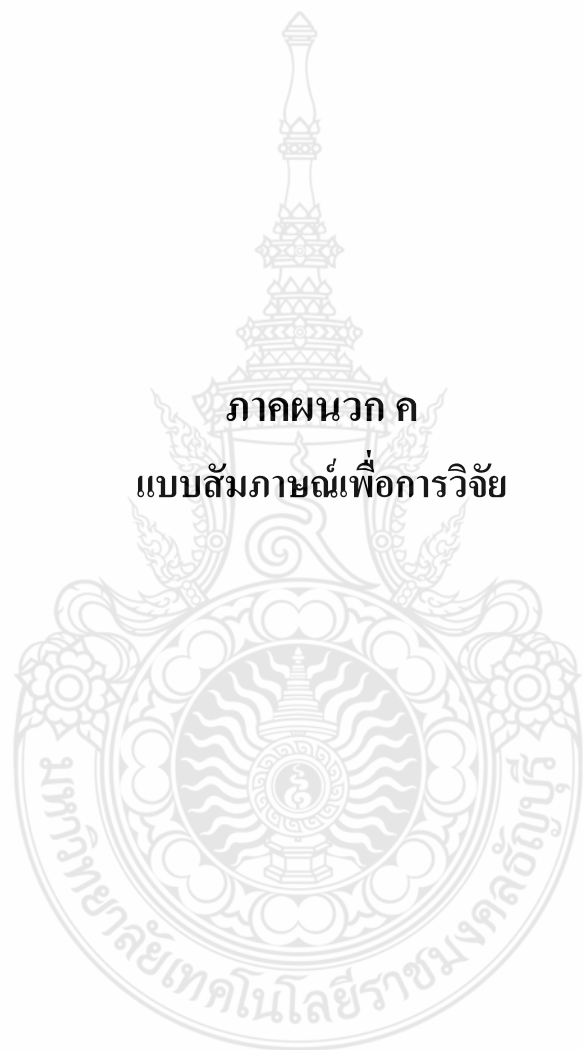 ภาคผนวก ค
แบบสัมภาษณ์เพื่อการวิจัย
มหาวิทยาลัยเทคโนโลยีราชมงคลธัญบุรี